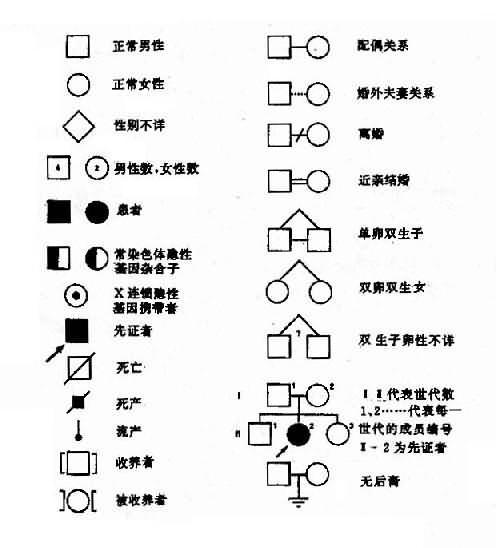 正常男性
正常女性
性别不详
4 2 男性数,女性数
患者
常染色体隐性
基因杂合子
X连锁隐性
基因携带者
先证者
死亡
死产
流产
收养者
被收养者
配偶关系
婚外夫妻关系
离婚
近亲结婚
单卵双生子
双卵双生女
? 双生子卵性不详
I 1 2 I Ⅱ代表世代数
1,2……代表每一
Ⅱ 1 2 3 世代的成员编号
Ⅱ-2为先证者
无后裔